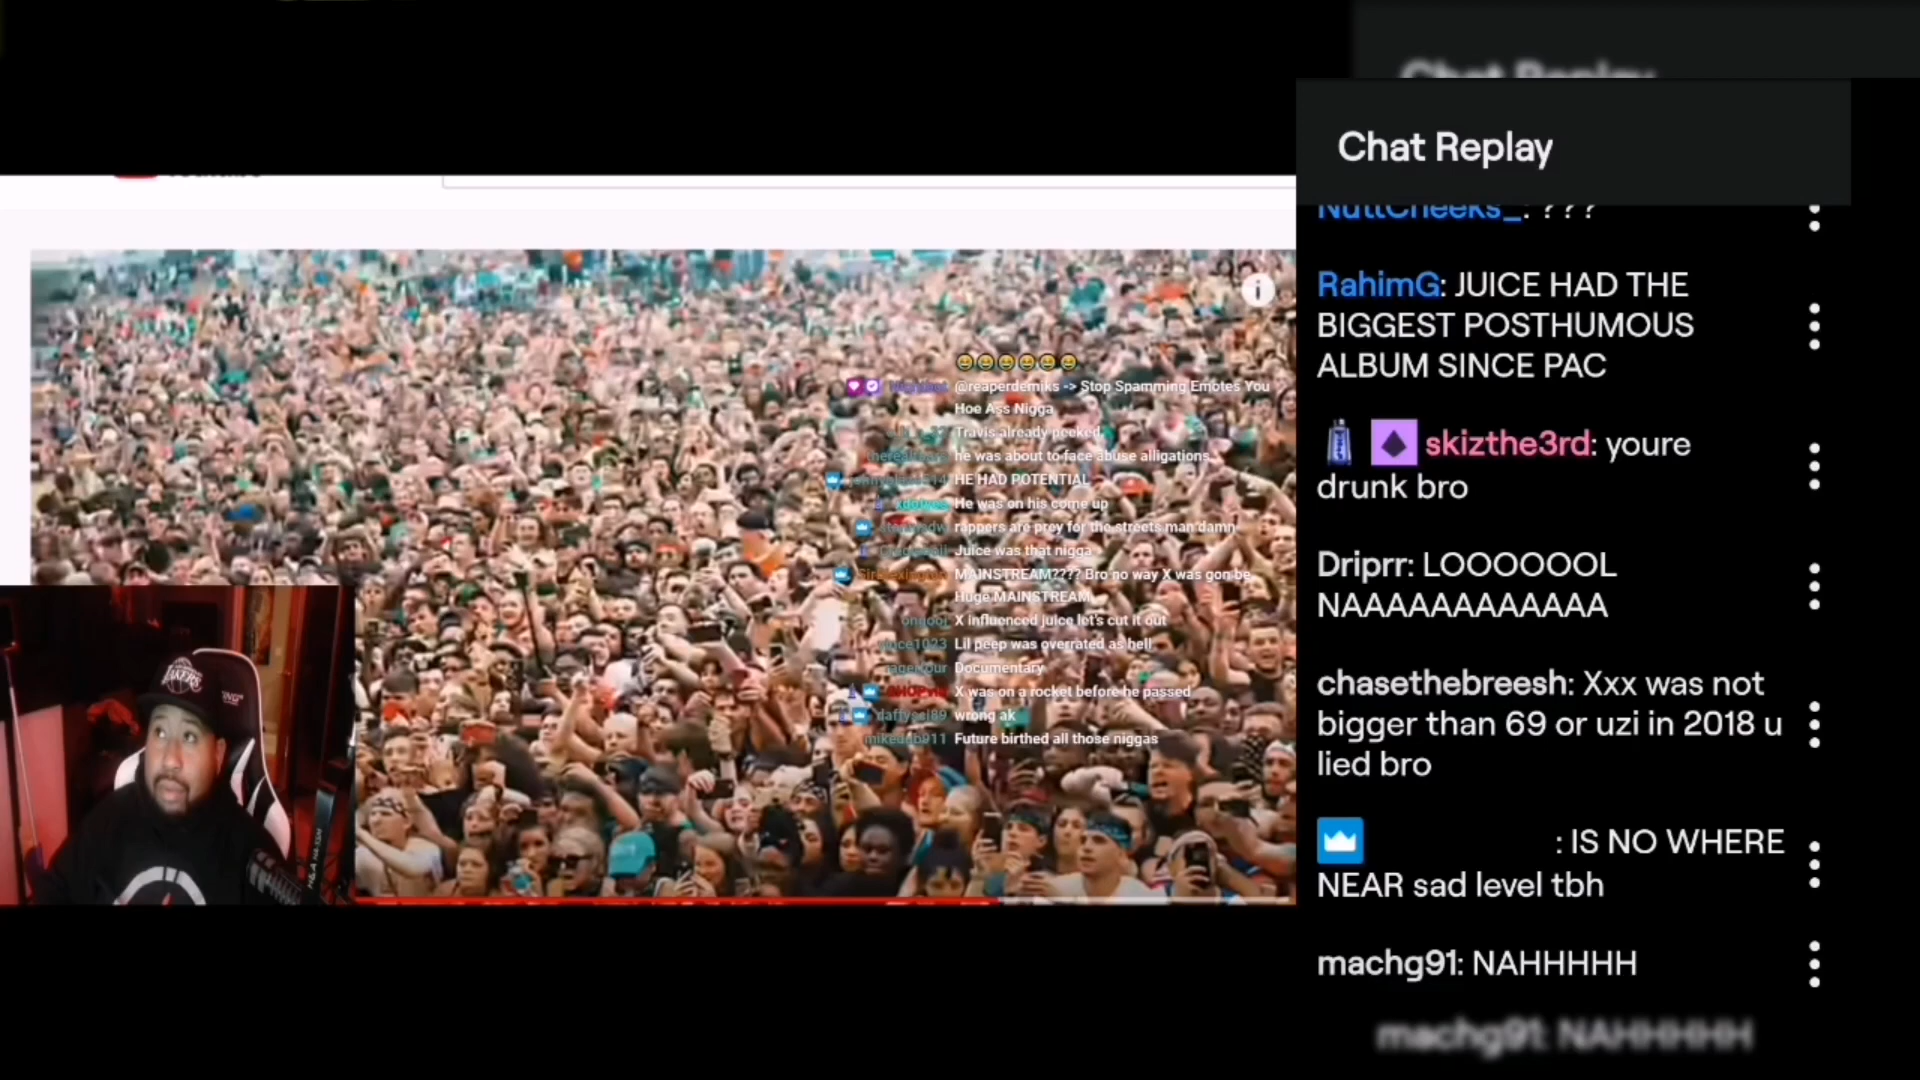 Chat Replay
Chat Replay
NuttCheeks_: ???
RahimG: JUICE HAD THE
BIGGEST POSTHUMOUS
ALBUM SINCE PAC
skizthe3rd: youre
drunk bro
Driprr: LOOOOOOL
NAAAAAAAAAAAA
chasethebreesh: Xxx was not
bigger than 69 or uzi in 2018 u
lied bro
: IS NO WHERE
NEAR sad level tbh
machg91: NAHHHHH
machg91: NAHHHHH
@reaperdemiks -> Stop Spamming Emotes You
Hoe Ass Nigga
Travis already peeked.
he was about to face abuse alligations
HE HAD POTENTIAL
He was on his come up
rappers are prey for the streets man damn
Juice was that nigga
MAINSTREAM???? Bro no way X was gon be
Huge MAINSTREAM
X influenced juice let's cut it out
Lil peep was overrated as hell
Documentary
X was on a rocket before he passed
wrong ak
Future birthed all those niggas
LAKERS